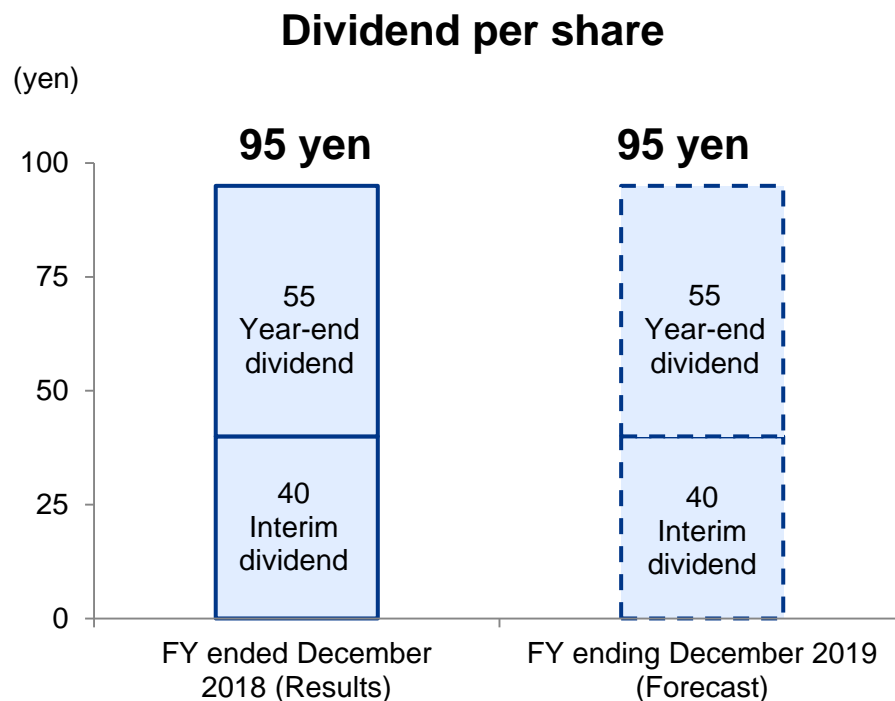 Dividend per share
(yen)
95 yen
95 yen
100
75
50
25
0
55
Year-end
dividend
40
Interim
dividend
55
Year-end
dividend
40
Interim
dividend
FY ended December
2018 (Results)
FY ending December 2019
(Forecast)